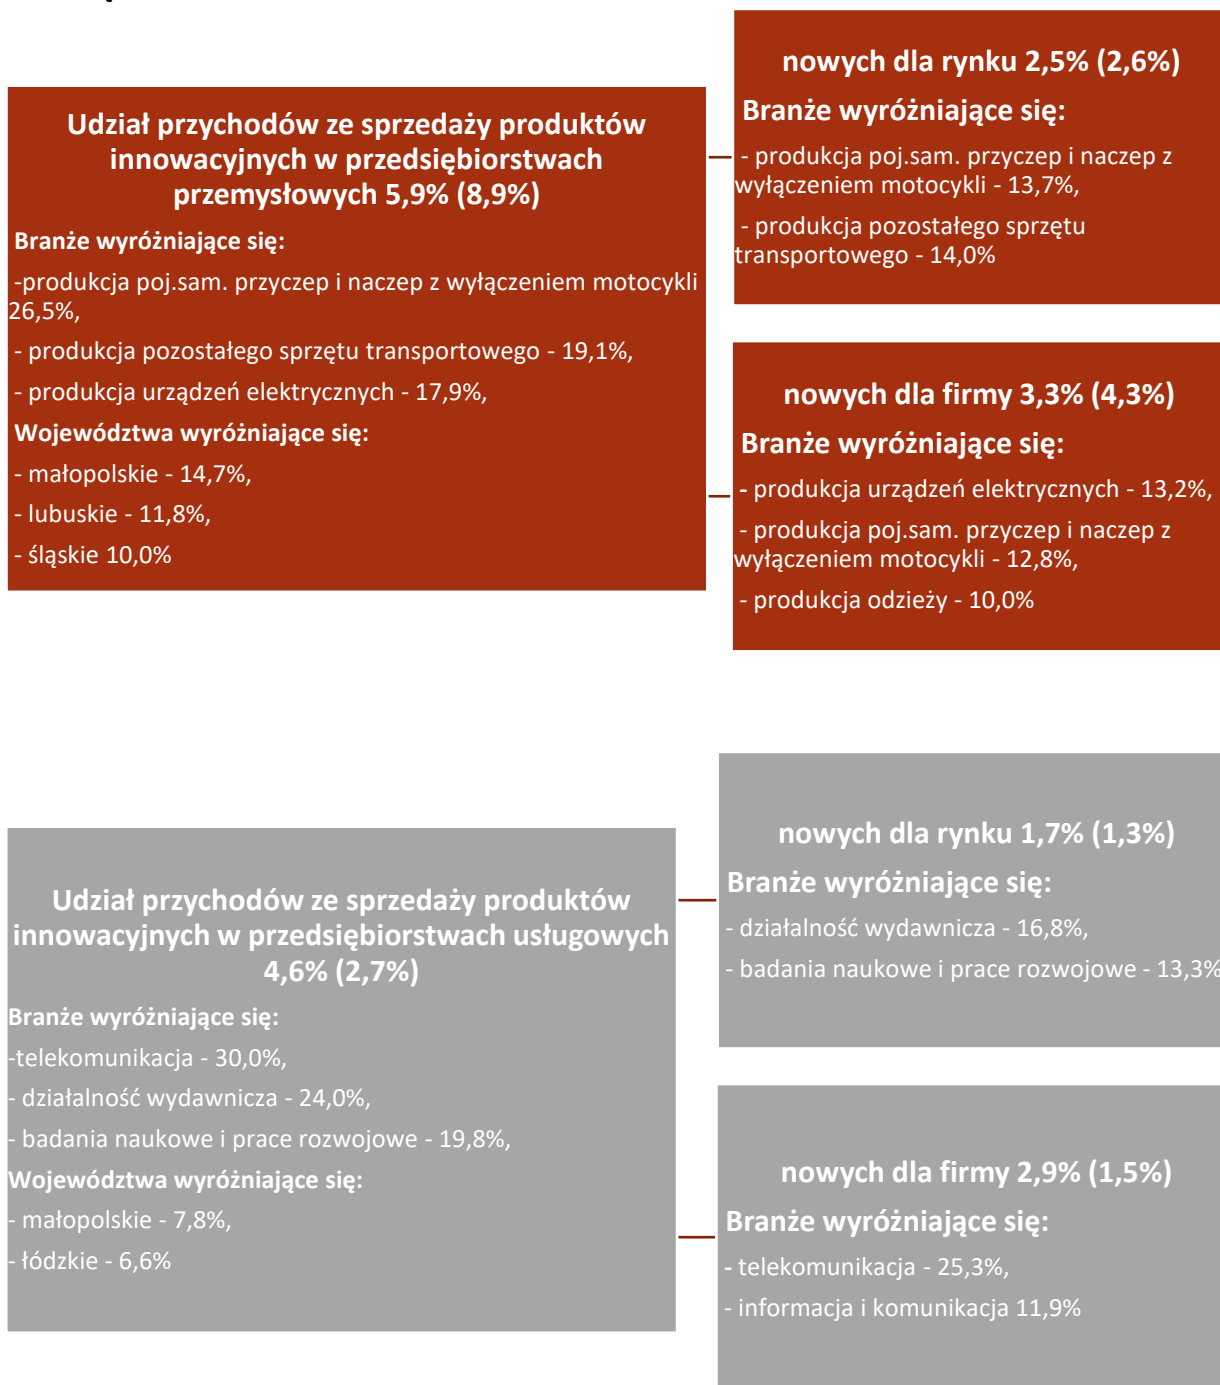 Udział przychodów ze sprzedaży produktów
innowacyjnych w przedsiębiorstwach
przemysłowych 5,9% (8,9%)
Branże wyróżniające się:
-produkcja poj.sam. przyczep i naczep z wyłączeniem motocykli
26,5%,
- produkcja pozostałego sprzętu transportowego - 19,1%,
- produkcja urządzeń elektrycznych - 17,9%,
Województwa wyróżniające się:
- małopolskie - 14,7%,
- lubuskie - 11,8%,
- śląskie 10,0%
nowych dla rynku 2,5% (2,6%)
Branże wyróżniające się:
- produkcja poj.sam. przyczep i naczep z
wyłączeniem motocykli - 13,7%,
- produkcja pozostałego sprzętu
transportowego - 14,0%
nowych dla firmy 3,3% (4,3%)
Branże wyróżniające się:
- produkcja urządzeń elektrycznych - 13,2%,
- produkcja poj.sam. przyczep i naczep z
wyłączeniem motocykli - 12,8%,
- produkcja odzieży - 10,0%
Udział przychodów ze sprzedaży produktów
innowacyjnych w przedsiębiorstwach usługowych
4,6% (2,7%)
Branże wyróżniające się:
-telekomunikacja - 30,0%,
- działalność wydawnicza - 24,0%,
- badania naukowe i prace rozwojowe - 19,8%,
Województwa wyróżniające się:
- małopolskie - 7,8%,
- łódzkie - 6,6%
nowych dla rynku 1,7% (1,3%)
Branże wyróżniające się:
- działalność wydawnicza - 16,8%,
- badania naukowe i prace rozwojowe - 13,3%
nowych dla firmy 2,9% (1,5%)
Branże wyróżniające się:
- telekomunikacja - 25,3%,
- informacja i komunikacja 11,9%